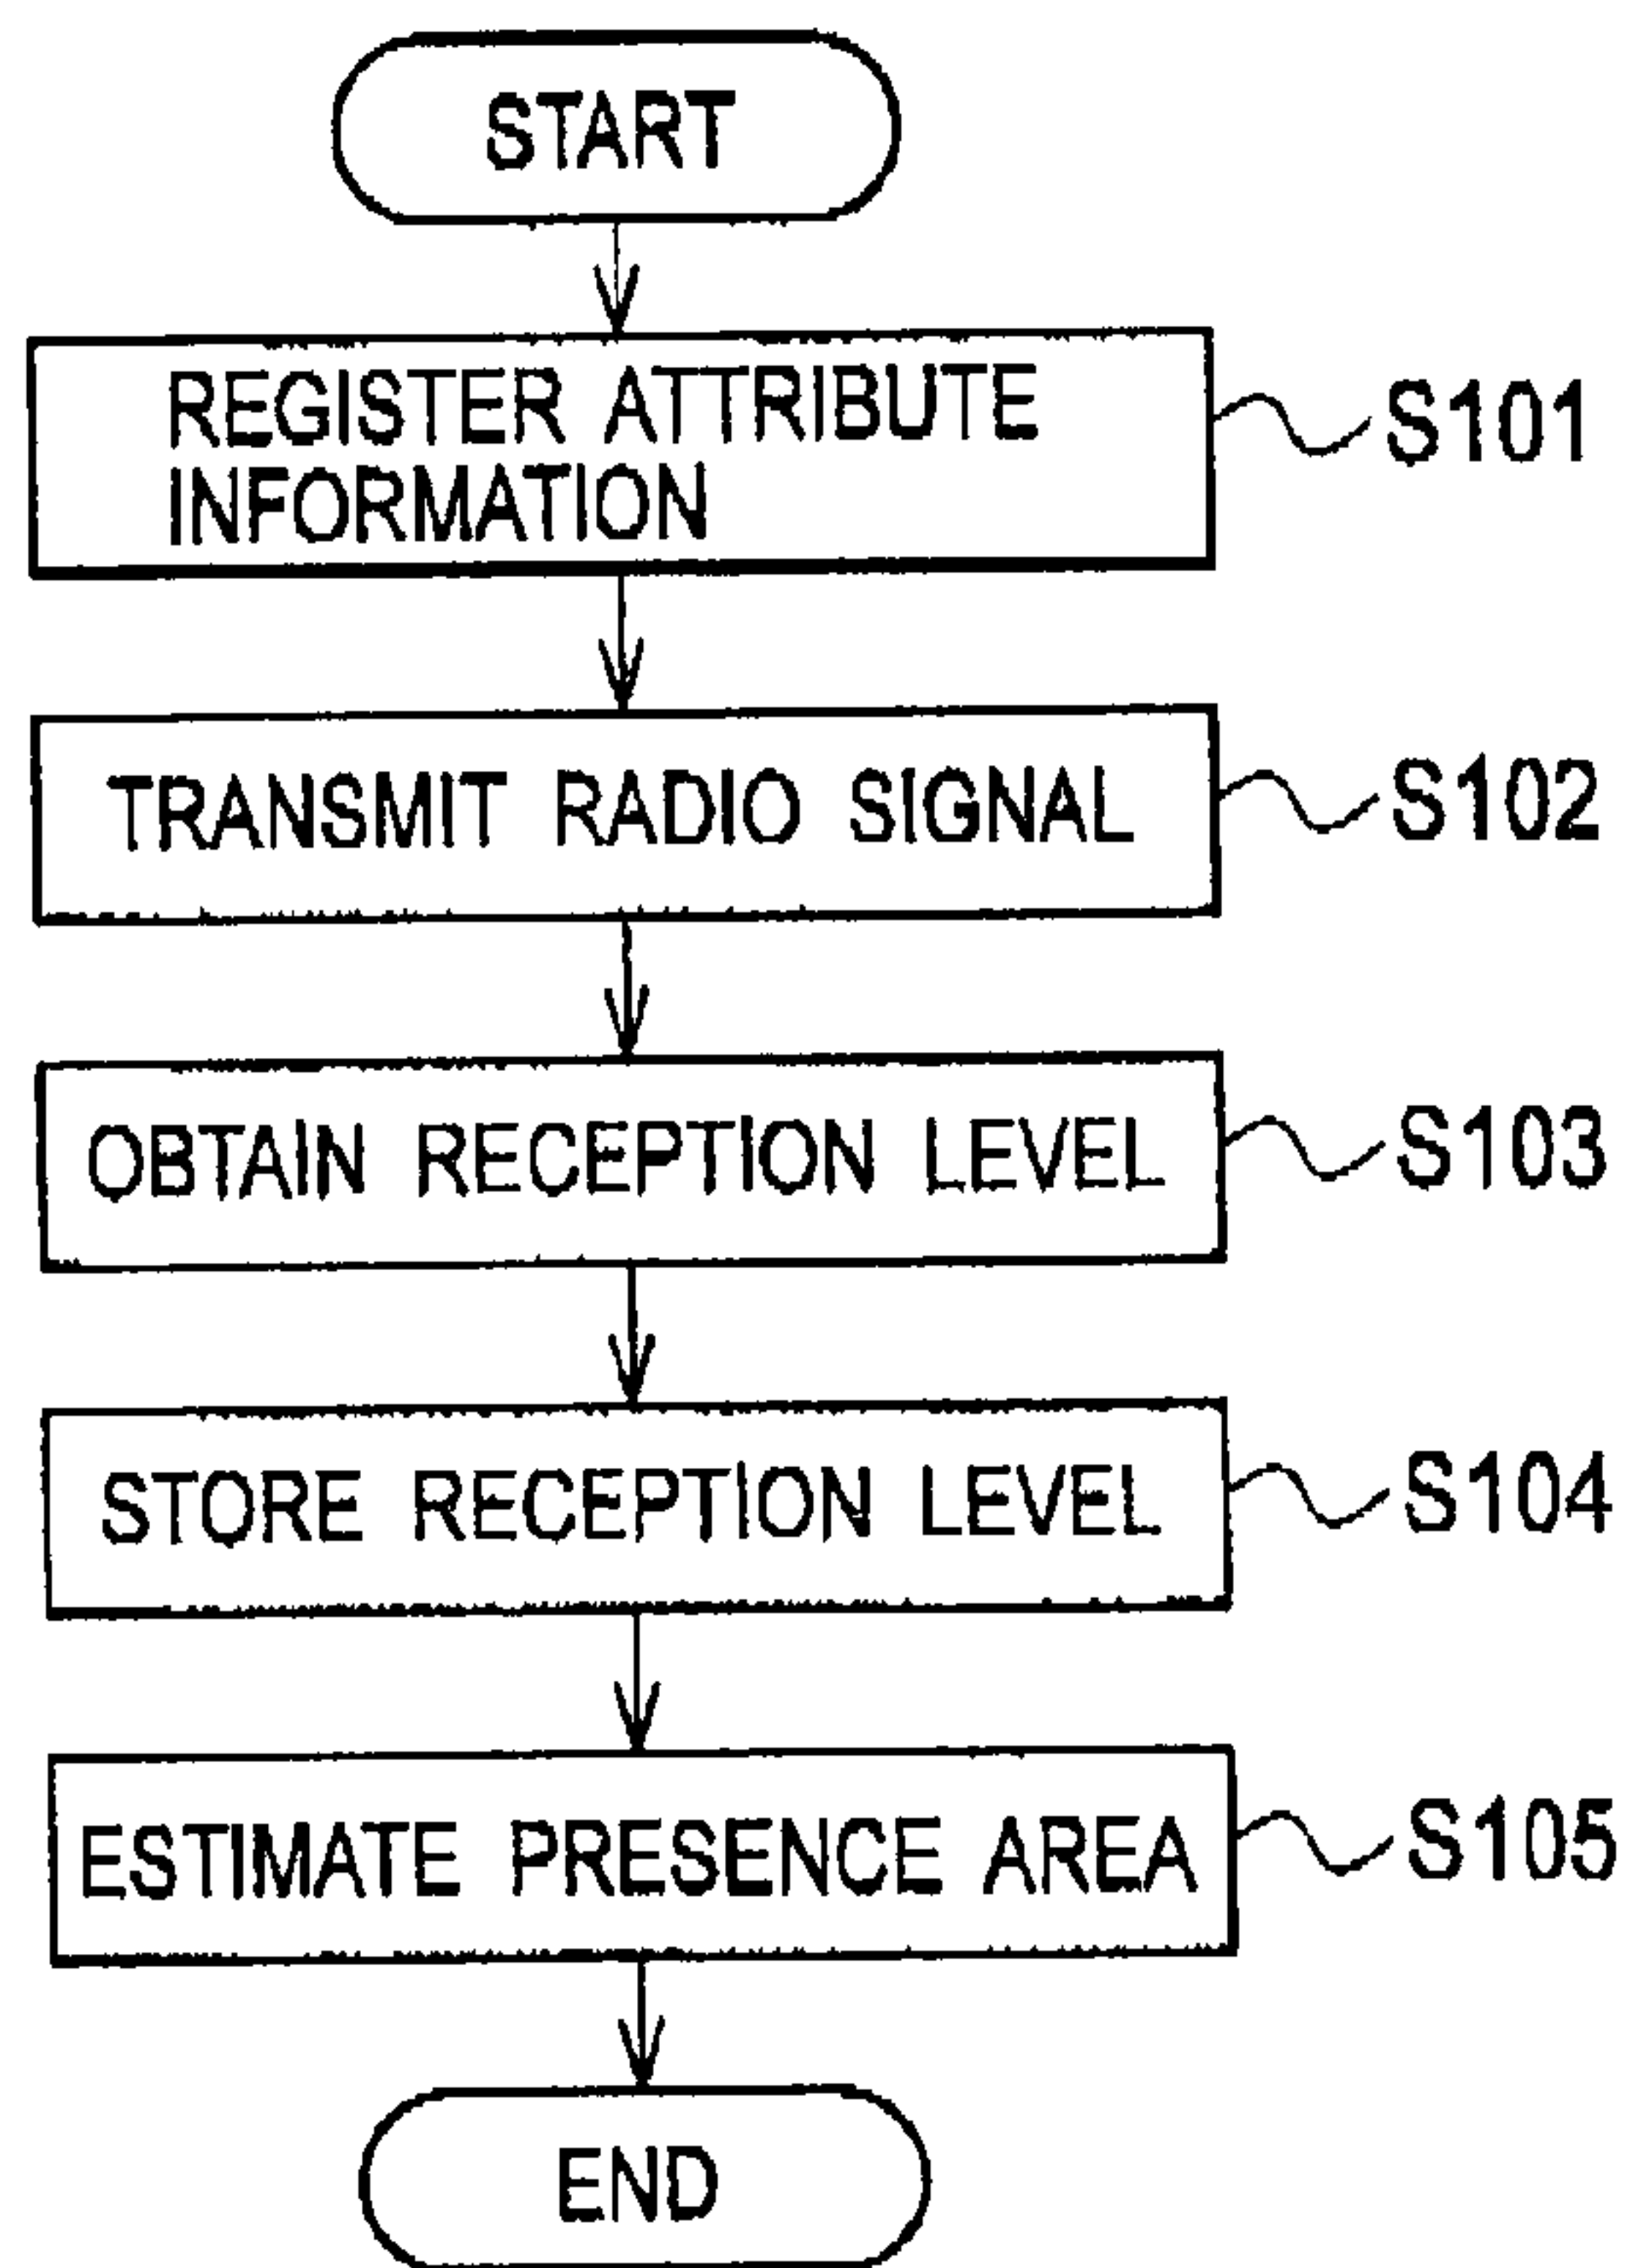 START
REGISTER ATTRIBUTE
INFORMATION
S101
TRANSMIT RADIO SIGNAL
S102
OBTAIN RECEPTION LEVEL
S103
STORE RECEPTION LEVEL
S104
ESTIMATE PRESENCE AREA
S105
END